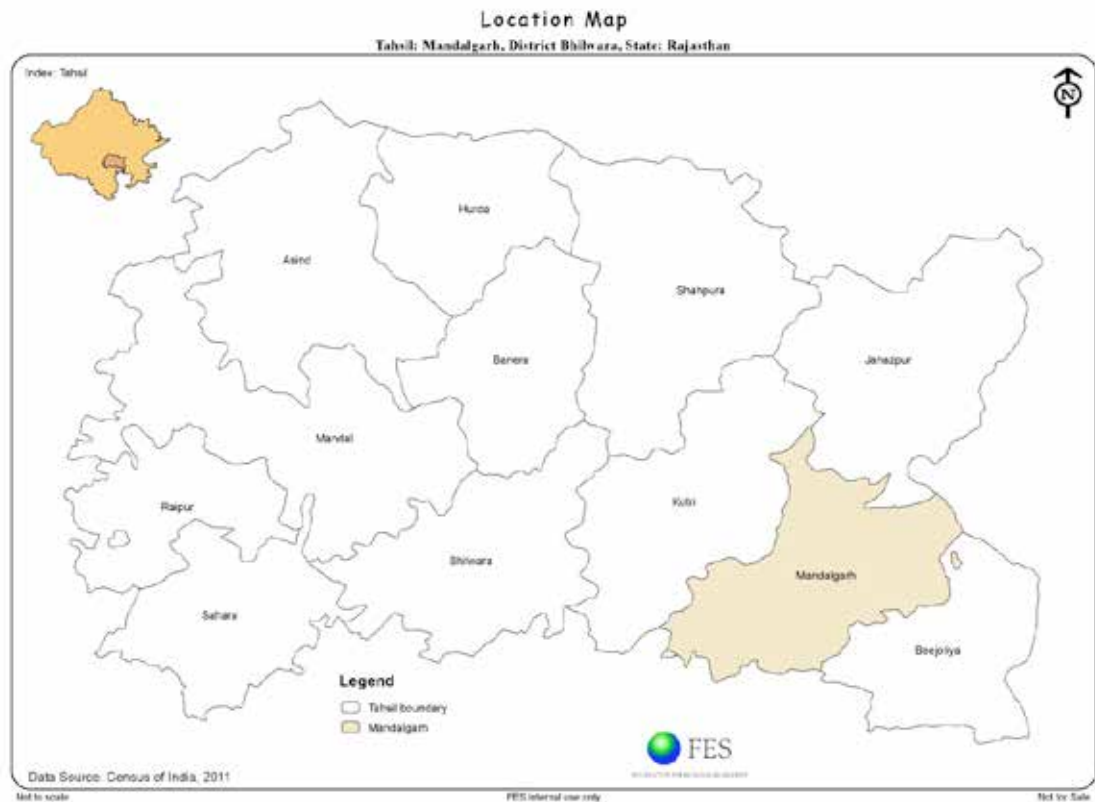 Location Map
Tahsil: Mandalgarh, District Bhilwara, State: Rajasthan
Index: Tahsil
N
Hurda
Asind
Shahpura
Banera
Jahazpur
Mandal
Raipur
Kotri
Bhilwara
Mandalgarh
Sahara
Beejoliya
Legend
Tahsil boundary
Mandalgarh
FES
Data Source: Census of India, 2011
Not to scale
FES internal use only
Not for Sale